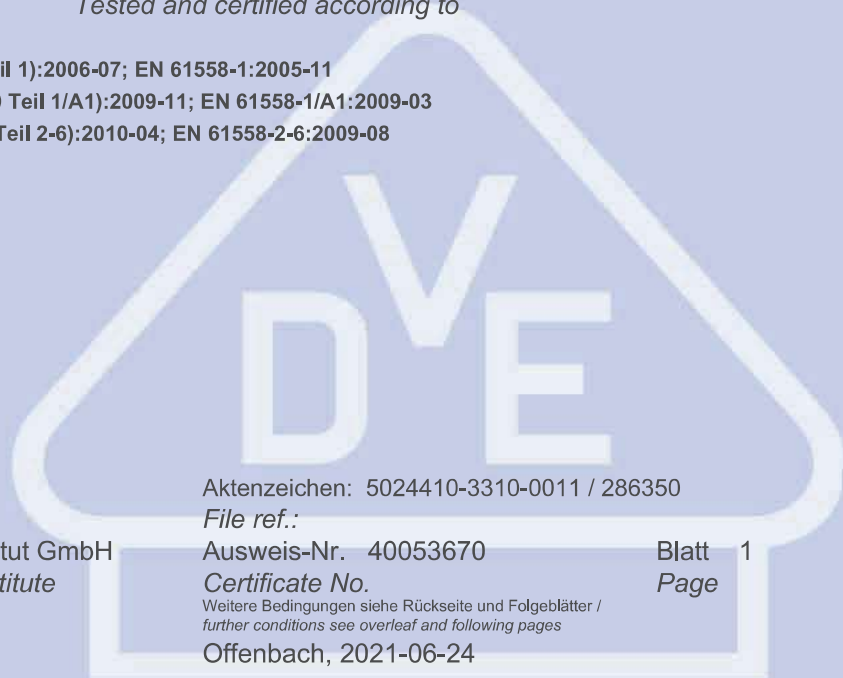 Tested and certified according to
il 1):2006-07; EN 61558-1:2005-11
Teil 1/A1):2009-11; EN 61558-1/A1:2009-03
Teil 2-6):2010-04; EN 61558-2-6:2009-08
V
D E
Aktenzeichen: 5024410-3310-0011 / 286350
File ref.:
tut GmbH Ausweis-Nr. 40053670 Blatt 1
titute Certificate No. Page
Weitere Bedingungen siehe Rückseite und Folgeblätter /
further conditions see overleaf and following pages
Offenbach, 2021-06-24